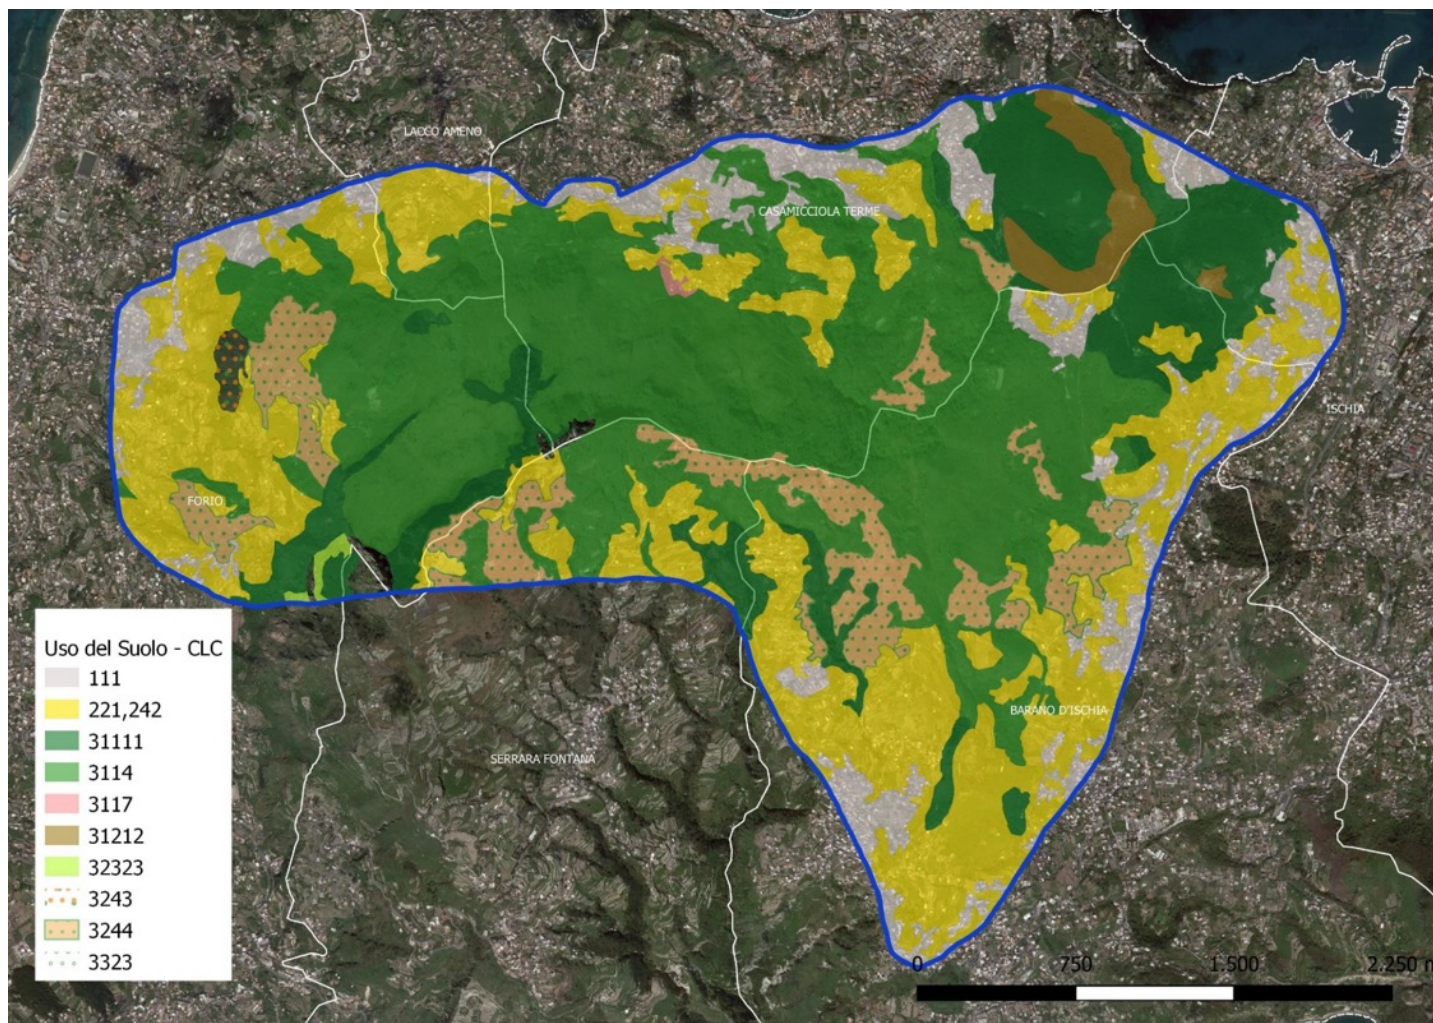 LACCO AMENO
CASAMICCIOLA TERME
ISCHIA
FORIO
BARANO D'ISCHIA
SERRARA FONTANA
Uso del Suolo - CLC
111
221,242
31111
3114
3117
31212
32323
3243
3244
3323
0 750 1.500 2.250 m